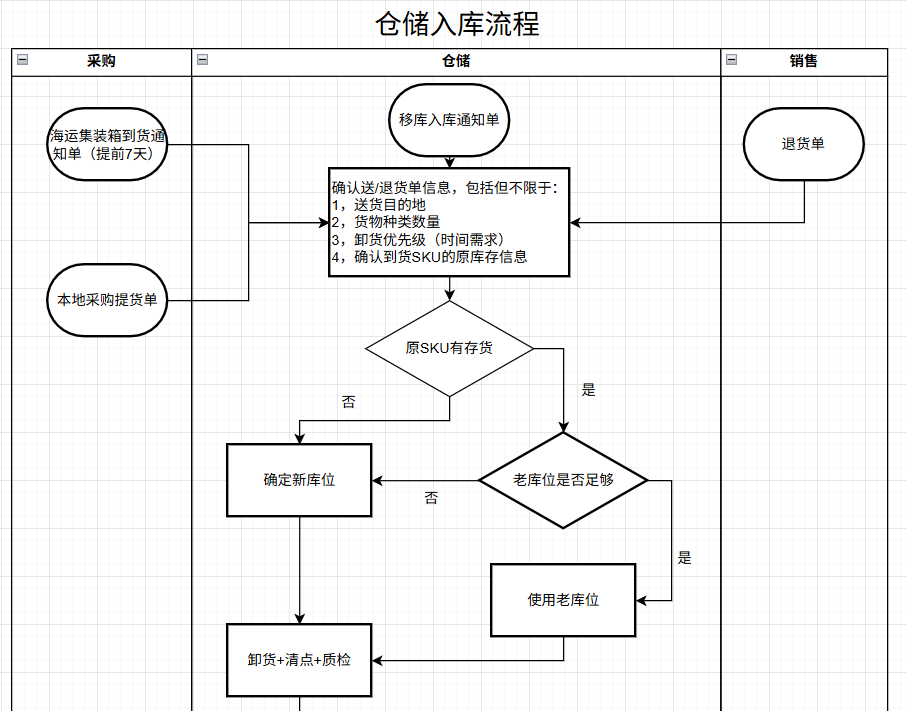 仓储入库流程
采购
仓储
销售
移库入库通知单
海运集装箱到货通
知单（提前7天）
退货单
确认送/退货单信息，包括但不限于：
1，送货目的地
2，货物种类数量
3，卸货优先级（时间需求）
4，确认到货SKU的原库存信息
本地采购提货单
原SKU有存货
是
否
确定新库位
老库位是否足够
否
是
使用老库位
卸货+清点+质检